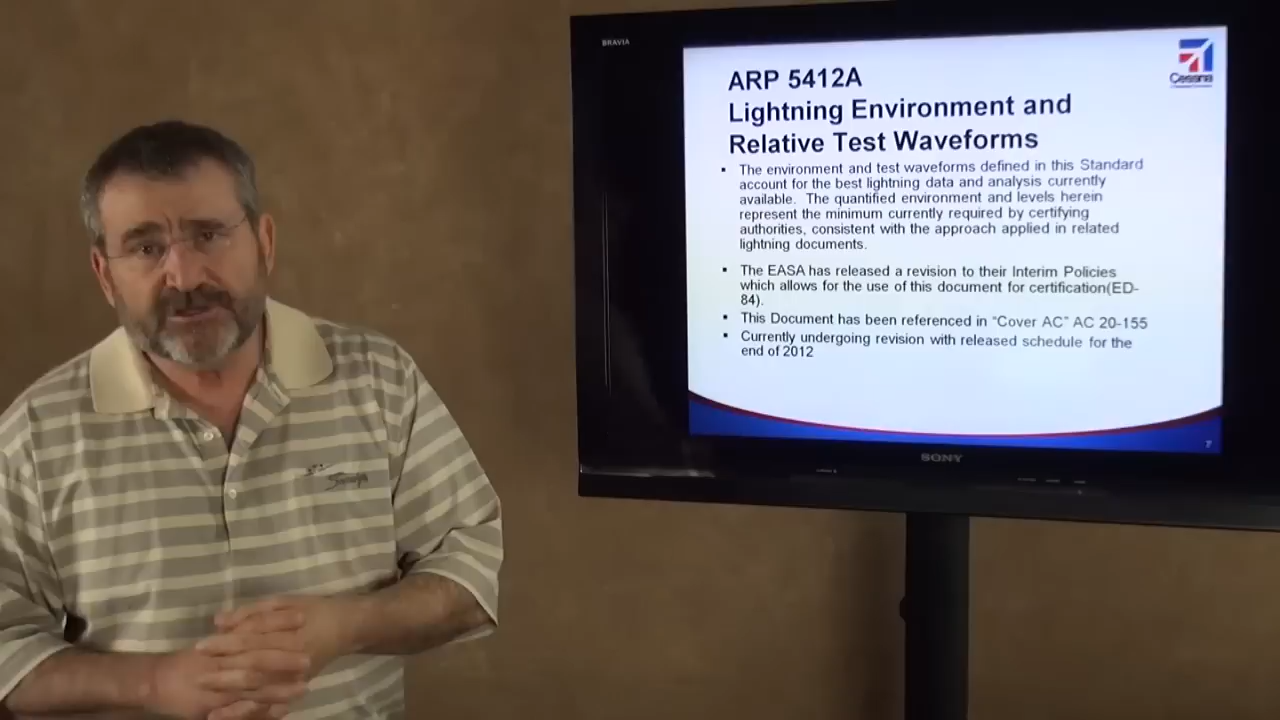 BRAVIA
Cessna
ARP 5412A
Lightning Environment and
Relative Test Waveforms
▪ The environment and test waveforms defined in this Standard
account for the best lightning data and analysis currently
available. The quantified environment and levels herein
represent the minimum currently required by certifying
authorities, consistent with the approach applied in related
lightning documents.
▪ The EASA has released a revision to their Interim Policies
which allows for the use of this document for certification(ED-
84).
▪ This Document has been referenced in “Cover AC” AC 20-155
▪ Currently undergoing revision with released schedule for the
end of 2012
7
SONY